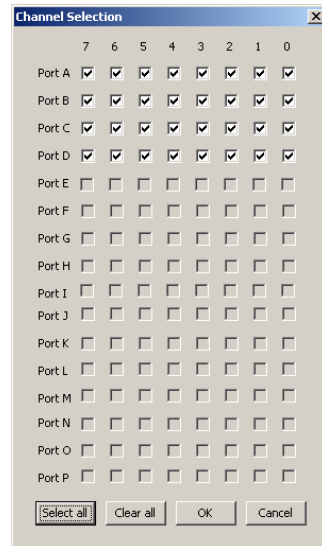 Channel Selection
7 6 5 4 3 2 1 0
Port A
Port B
Port C
Port D
Port E
Port F
Port G
Port H
Port I
Port J
Port K
Port L
Port M
Port N
Port O
Port P
Select all Clear all OK Cancel